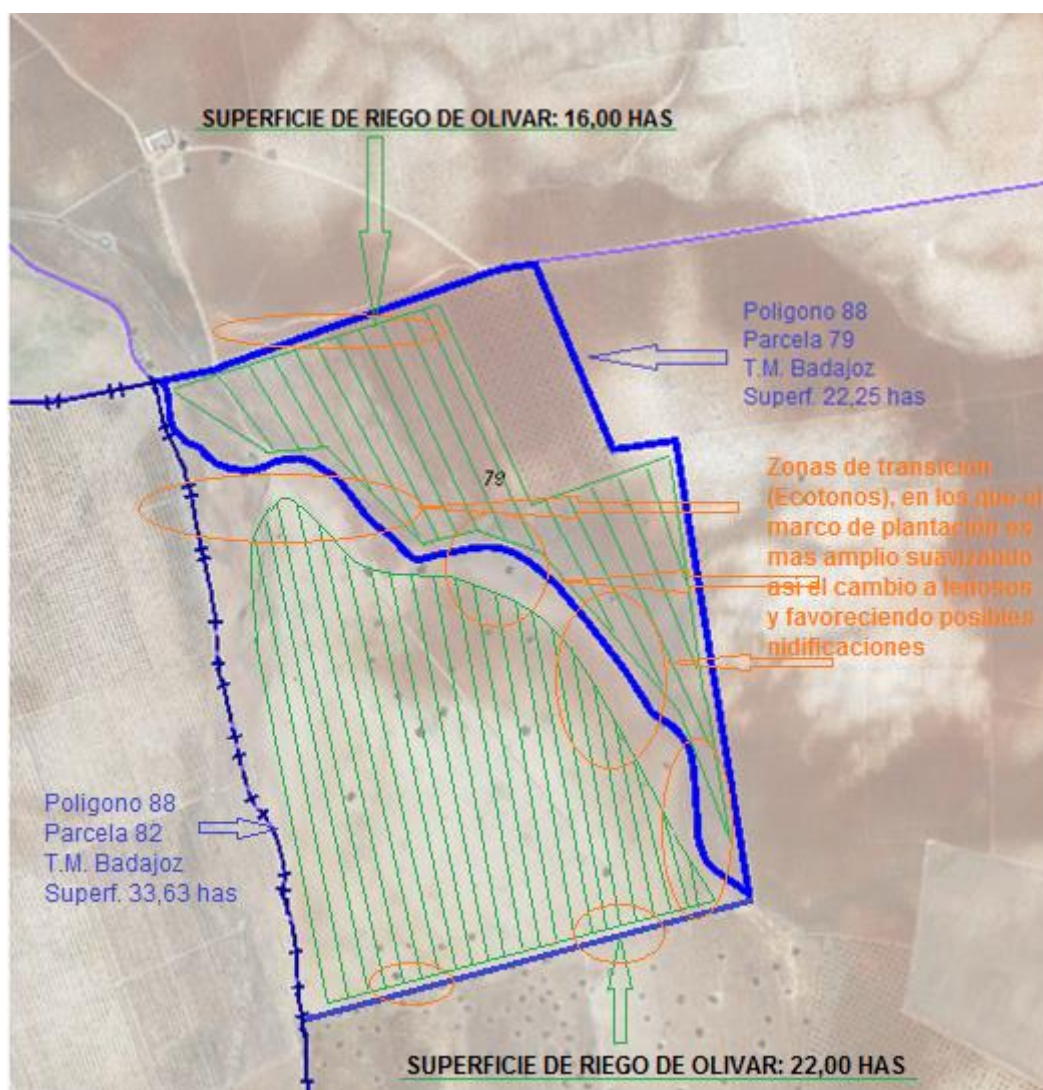 SUPERFICIE DE RIEGO DE OLIVAR: 16,00 HAS
Poligono 88
Parcela 79
T.M. Badajoz
Superf. 22,25 has
79
Zonas de transición
(Ecotonos), en los que el
marco de plantación es
mas amplio suavizando
asi el cambio a leñosos
y favoreciendo posibles
nidificaciones
Poligono 88
Parcela 82
T.M. Badajoz
Superf. 33,63 has
SUPERFICIE DE RIEGO DE OLIVAR: 22,00 HAS